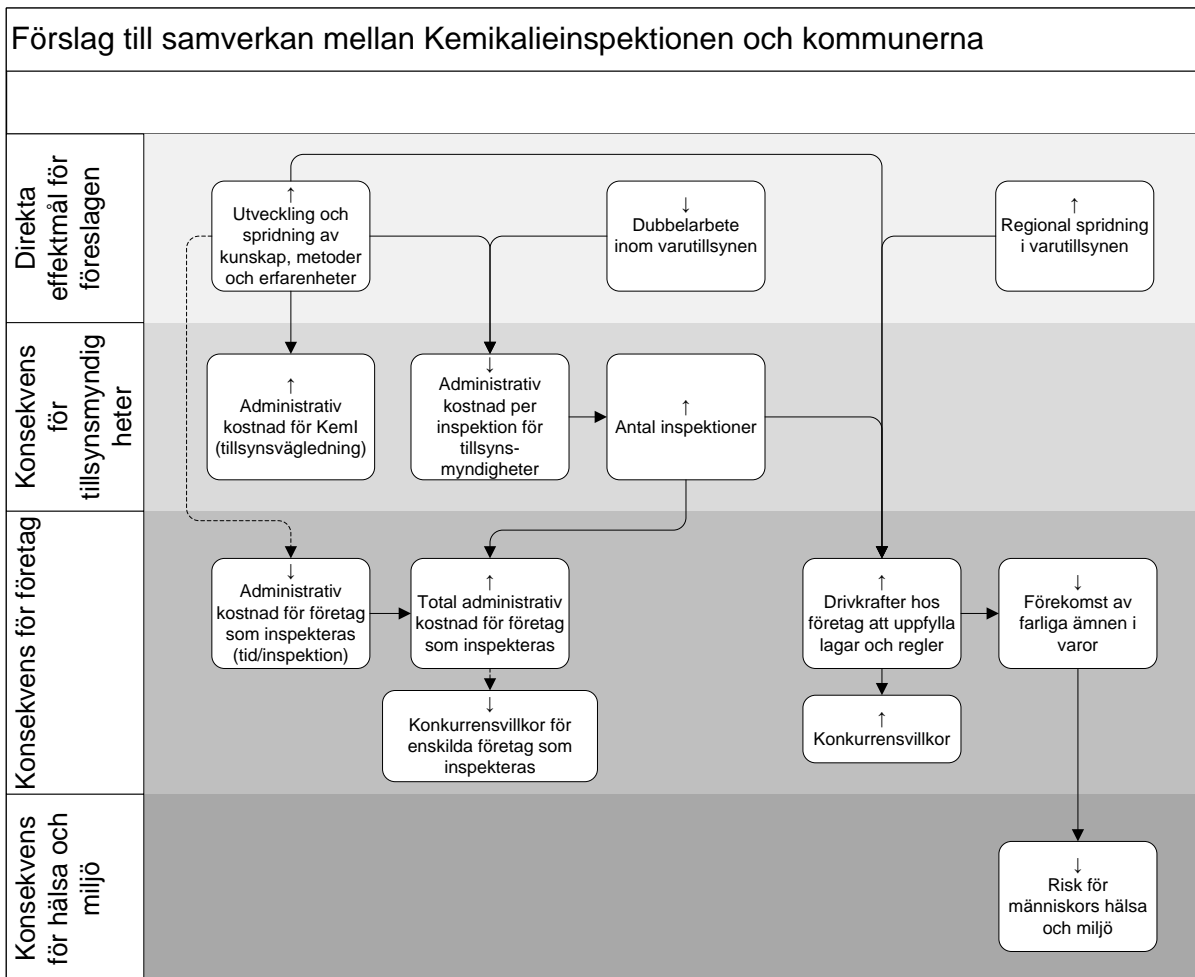 Förslag till samverkan mellan Kemikalieinspektionen och kommunerna
Direkta
effektmål för
föreslagen
↑
Utveckling och
spridning av
kunskap, metoder
och erfarenheter
↓
Dubbelarbete
inom varutillsynen
↑
Regional spridning
i varutillsynen
Konsekvens
för
tillsynsmyndig
heter
↑
Administrativ
kostnad för KemI
(tillsynsvägledning)
↓
Administrativ
kostnad per
inspektion för
tillsyns-
myndigheter
↑
Antal inspektioner
Konsekvens för företag
↓
Administrativ
kostnad för företag
som inspekteras
(tid/inspektion)
↑
Total administrativ
kostnad för företag
som inspekteras
↑
Drivkrafter hos
företag att uppfylla
lagar och regler
↓
Förekomst av
farliga ämnen i
varor
↓
Konkurrensvillkor för
enskilda företag som
inspekteras
↑
Konkurrensvillkor
Konsekvens
för hälsa och
miljö
↓
Risk för
människors hälsa
och miljö